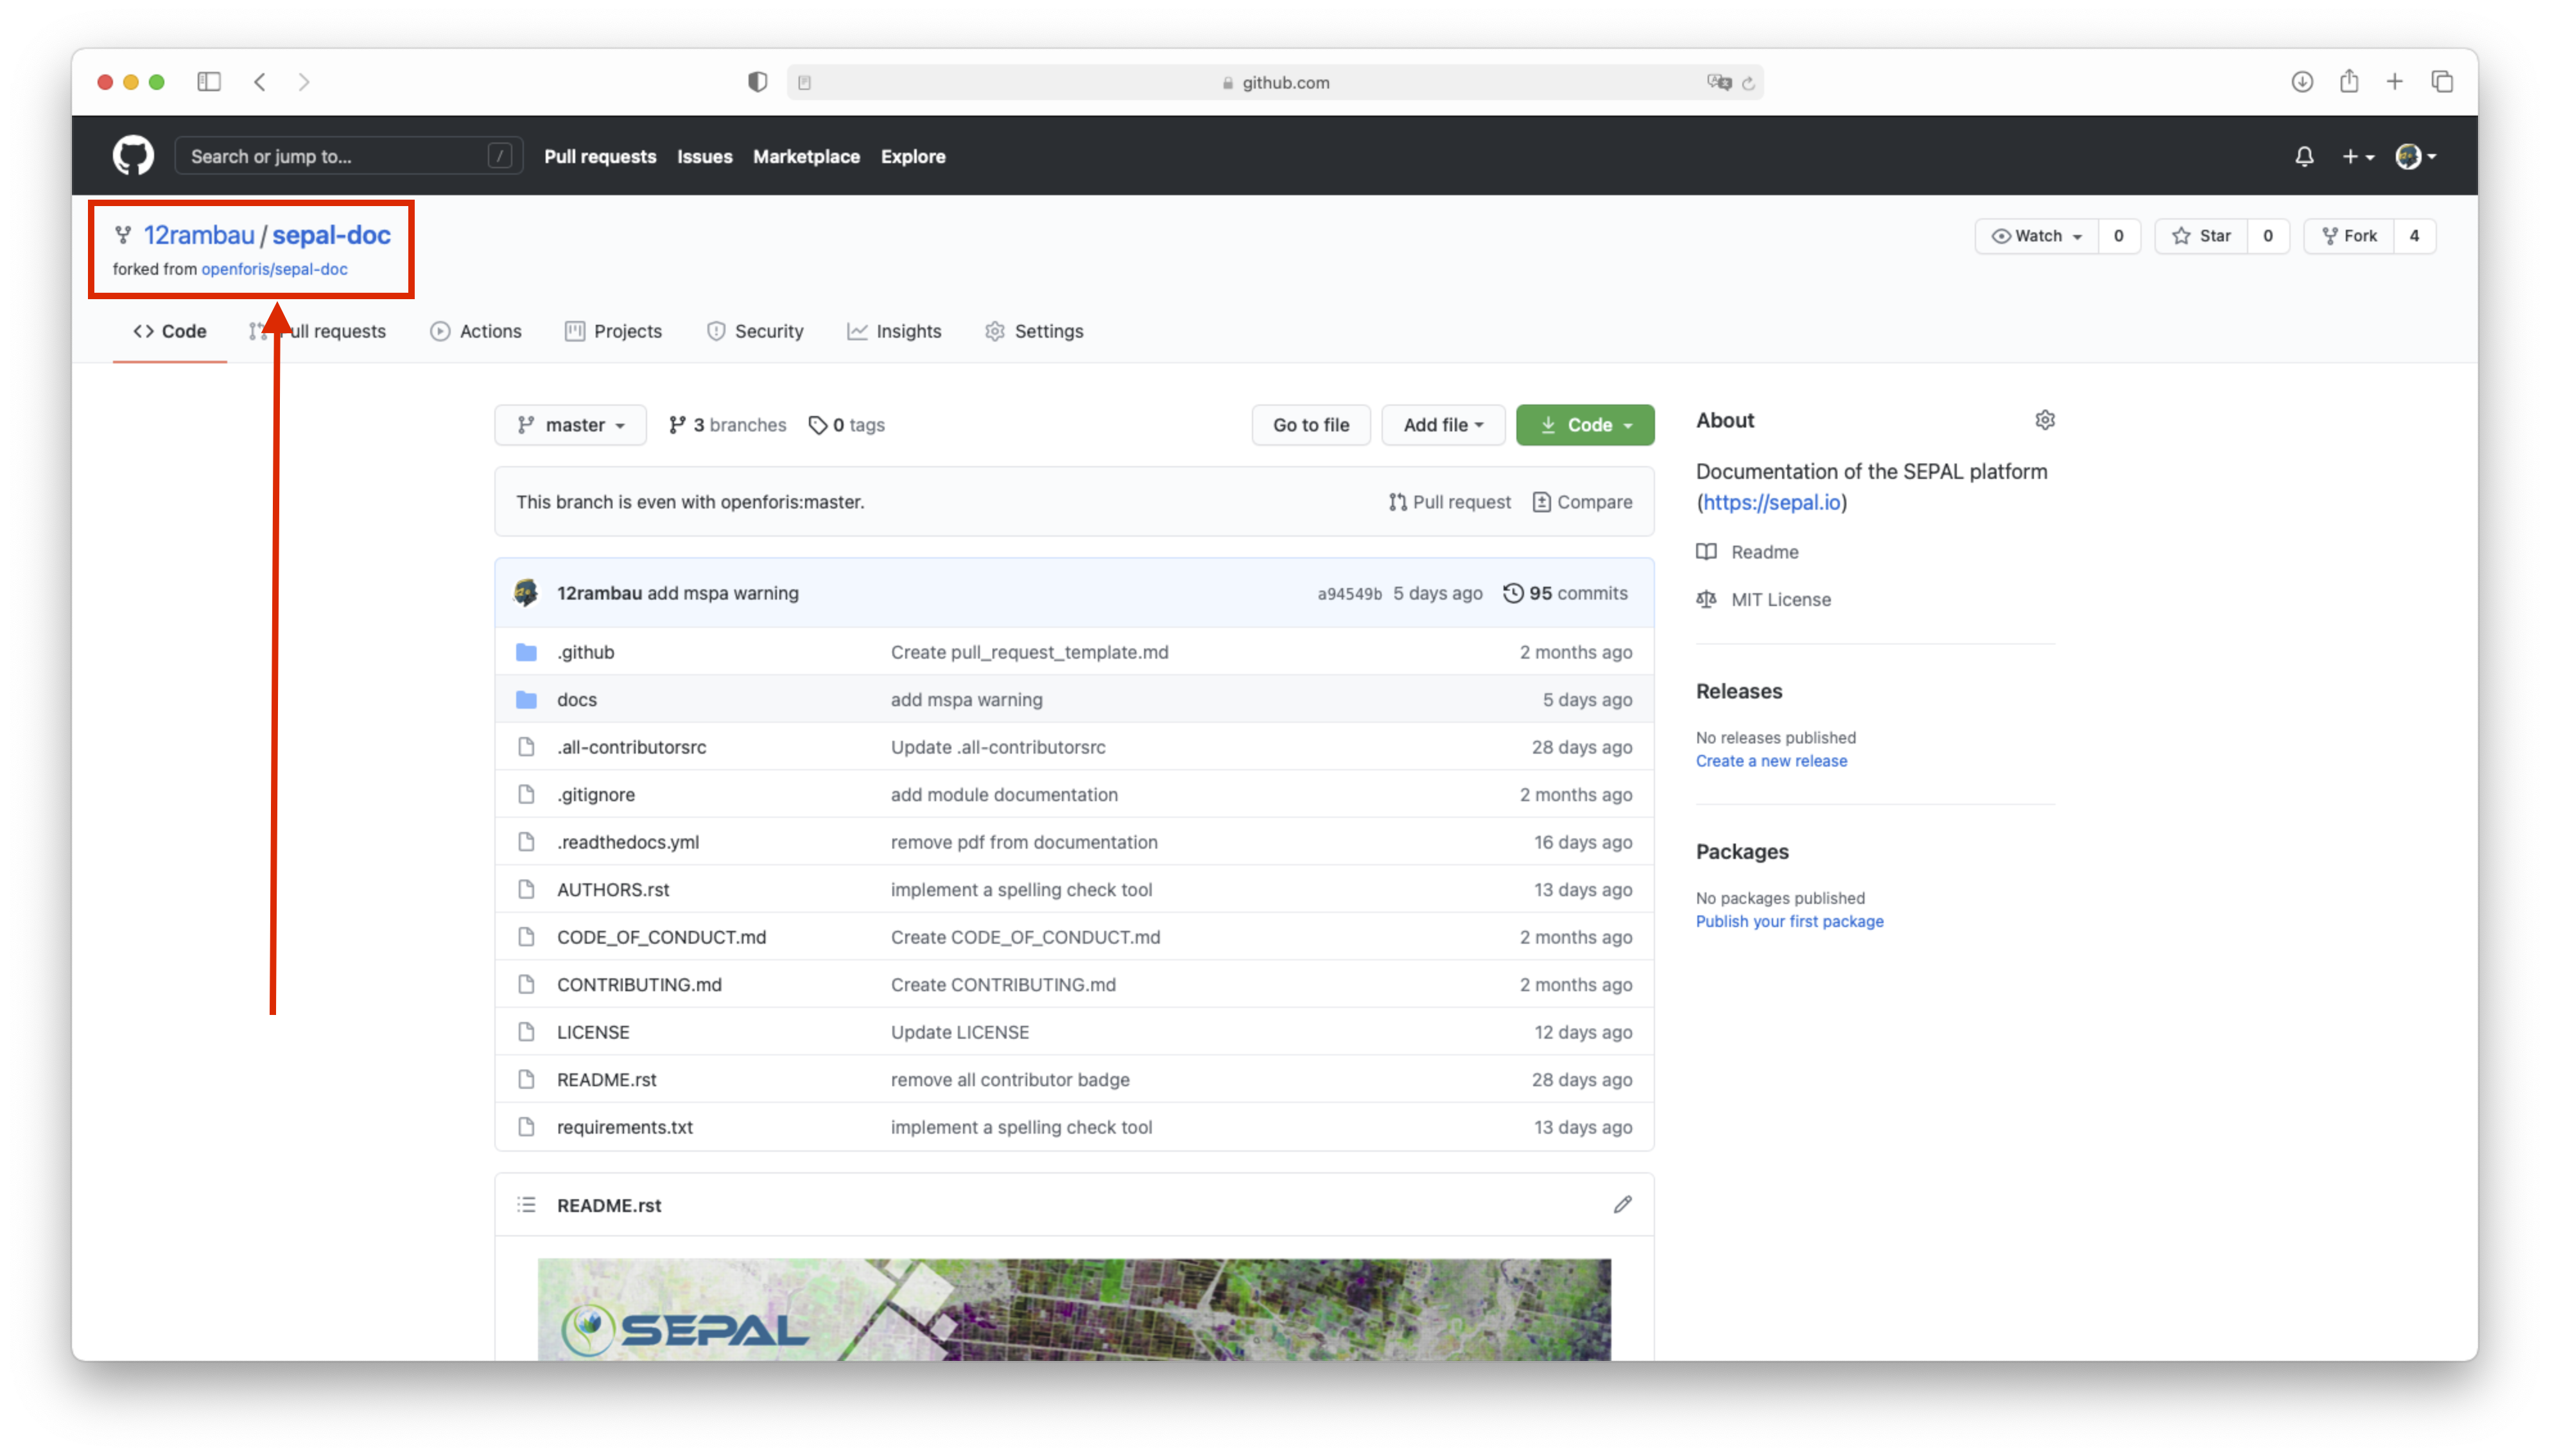 github.com
Search or jump to... / Pull requests Issues Marketplace Explore
12rambau / sepal-doc
forked from openforis/sepal-doc
Watch 0 Star 0 Fork 4
Code ull requests Actions Projects Security Insights Settings
master 3 branches 0 tags Go to file Add file Code
This branch is even with openforis:master. Pull request Compare
12rambau add mspa warning a94549b 5 days ago 95 commits
.github Create pull_request_template.md 2 months ago
docs add mspa warning 5 days ago
.all-contributorsrc Update .all-contributorsrc 28 days ago
.gitignore add module documentation 2 months ago
.readthedocs.yml remove pdf from documentation 16 days ago
AUTHORS.rst implement a spelling check tool 13 days ago
CODE_OF_CONDUCT.md Create CODE_OF_CONDUCT.md 2 months ago
CONTRIBUTING.md Create CONTRIBUTING.md 2 months ago
LICENSE Update LICENSE 12 days ago
README.rst remove all contributor badge 28 days ago
requirements.txt implement a spelling check tool 13 days ago
README.rst
SEPAL
About
Documentation of the SEPAL platform
(https://sepal.io)
Readme
MIT License
Releases
No releases published
Create a new release
Packages
No packages published
Publish your first package